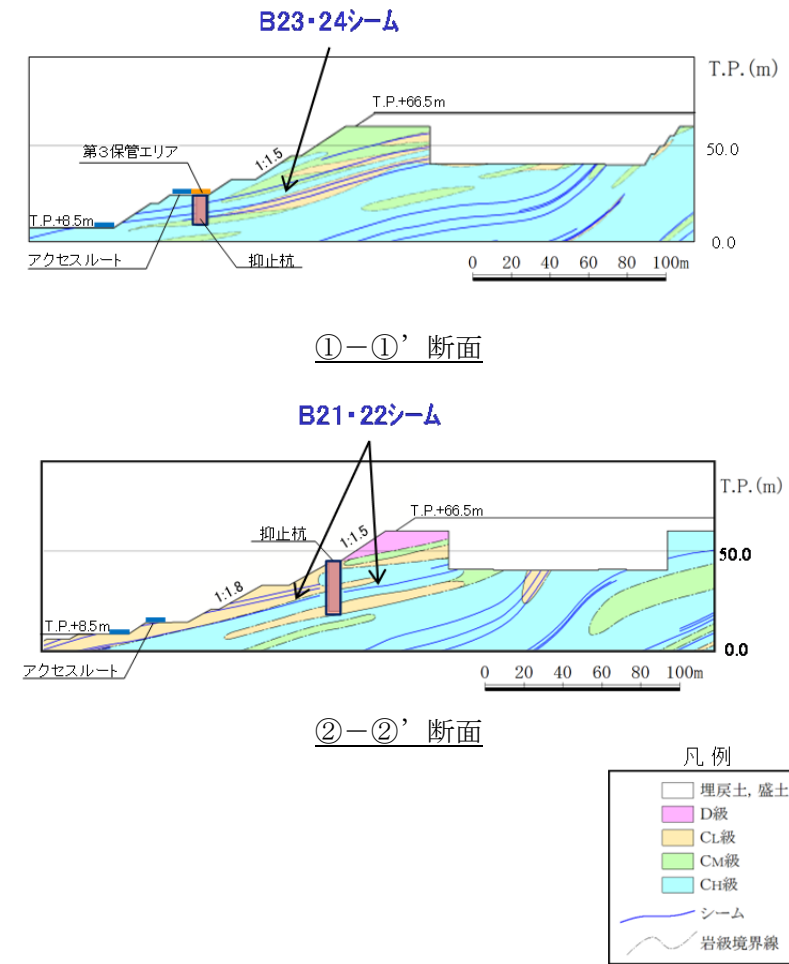 B23・24シーム
T.P.(m)
T.P.+66.5m
50.0
第3保管エリア
1:1.5
T.P.+8.5m
0.0
アクセスルート
抑止杭
0 20 40 60 80 100m
①－①’断面
B21・22シーム
T.P.(m)
T.P.+66.5m
抑止杭
1:1.5
50.0
1:1.8
T.P.+8.5m
0.0
アクセスルート
0 20 40 60 80 100m
②－②’断面
凡例
埋戻土, 盛土
D級
CL級
CM級
CH級
シーム
岩級境界線